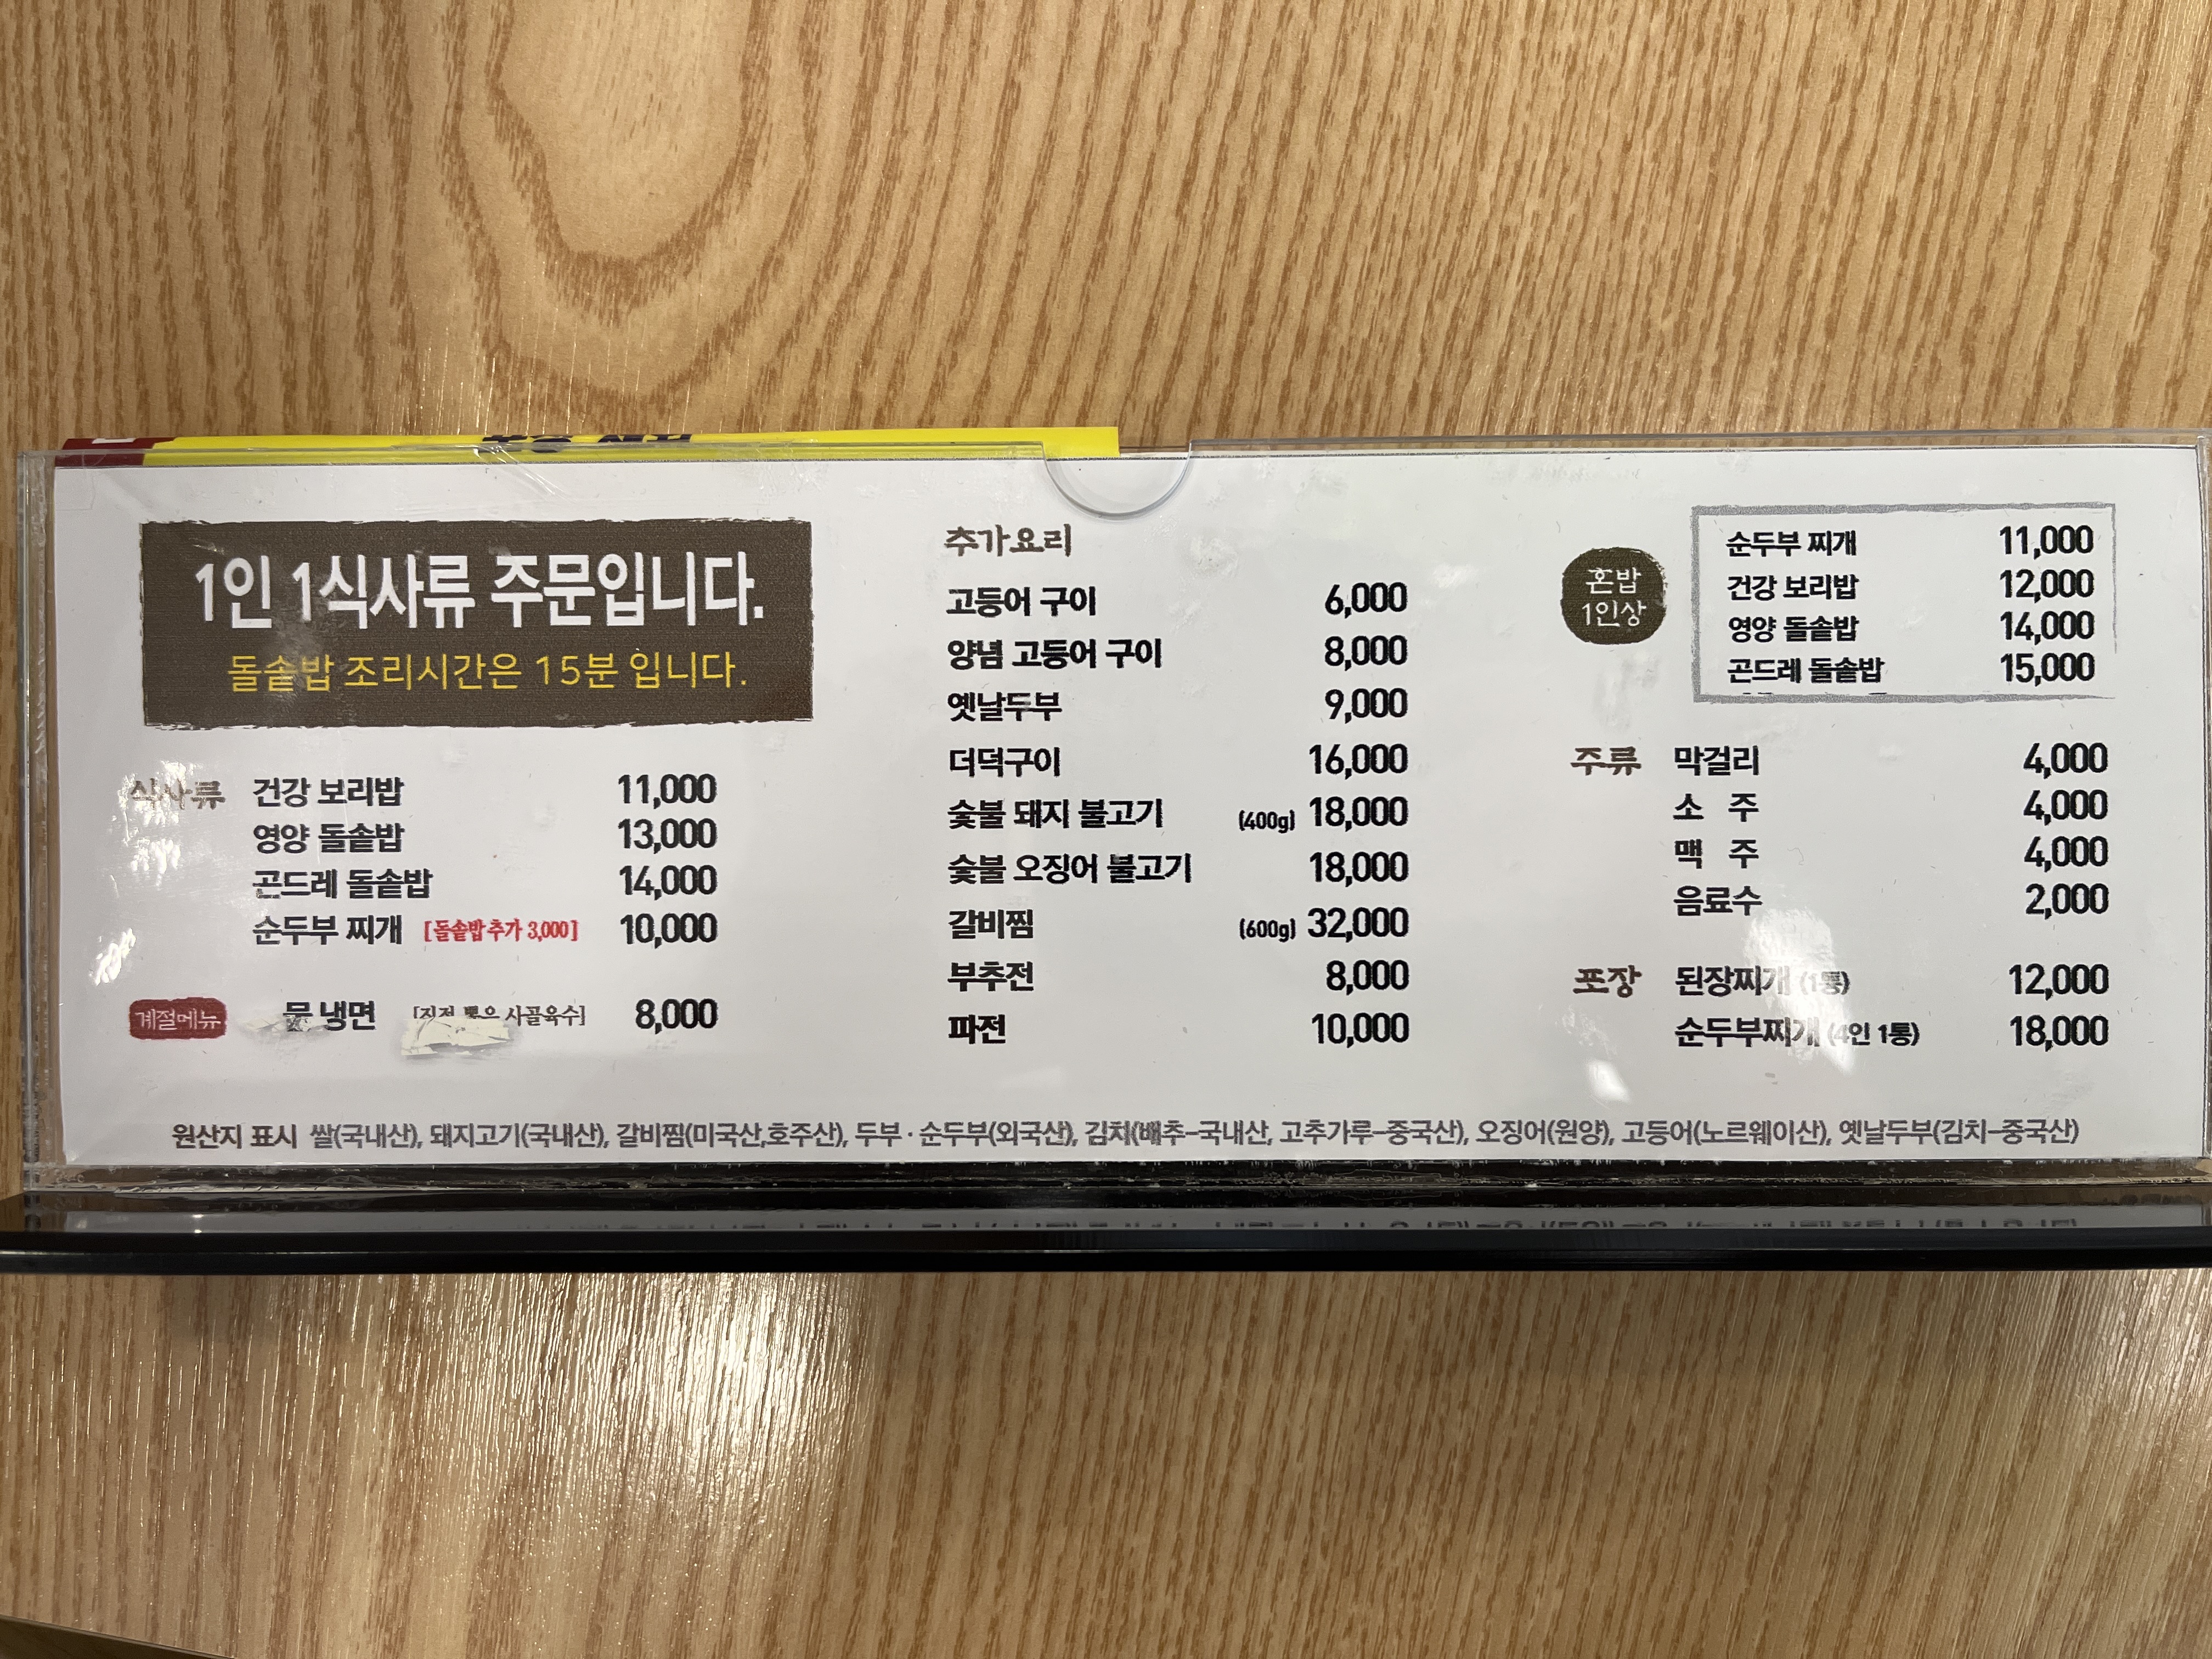 1인 1식사류 주문입니다.
돌솥밥 조리시간은 15분 입니다.
식사류 건강 보리밥 11,000
영양 돌솥밥 13,000
곤드레 돌솥밥 14,000
순두부 찌개 [돌솥밥추가 3,000] 10,000
계절메뉴 물 냉면 [직접 뽑은 사골육수] 8,000
추가요리
고등어 구이 6,000
양념 고등어 구이 8,000
옛날두부 9,000
더덕구이 16,000
숯불 돼지 불고기 (400g) 18,000
숯불 오징어 불고기 18,000
갈비찜 (600g) 32,000
부추전 8,000
파전 10,000
혼밥
1인상
순두부 찌개 11,000
건강 보리밥 12,000
영양 돌솥밥 14,000
곤드레 돌솥밥 15,000
주류 막걸리 4,000
소 주 4,000
맥 주 4,000
음료수 2,000
포장 된장찌개 (1통) 12,000
순두부찌개 (4인 1통) 18,000
원산지 표시 쌀(국내산), 돼지고기(국내산), 갈비찜(미국산,호주산), 두부·순두부(외국산), 김치(배추-국내산, 고추가루-중국산), 오징어(원양), 고등어(노르웨이산), 옛날두부(김치-중국산)